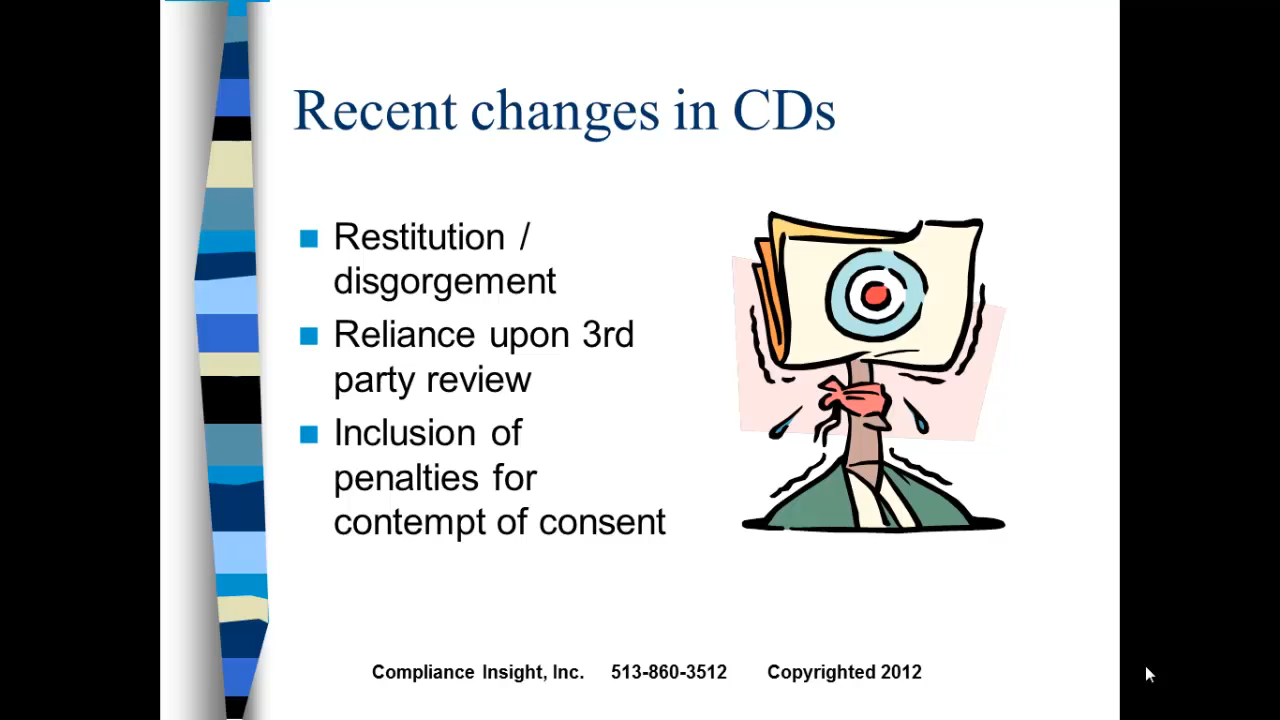 Recent changes in CDs
Restitution /
disgorgement
Reliance upon 3rd
party review
Inclusion of
penalties for
contempt of consent
Compliance Insight, Inc. 513-860-3512 Copyrighted 2012